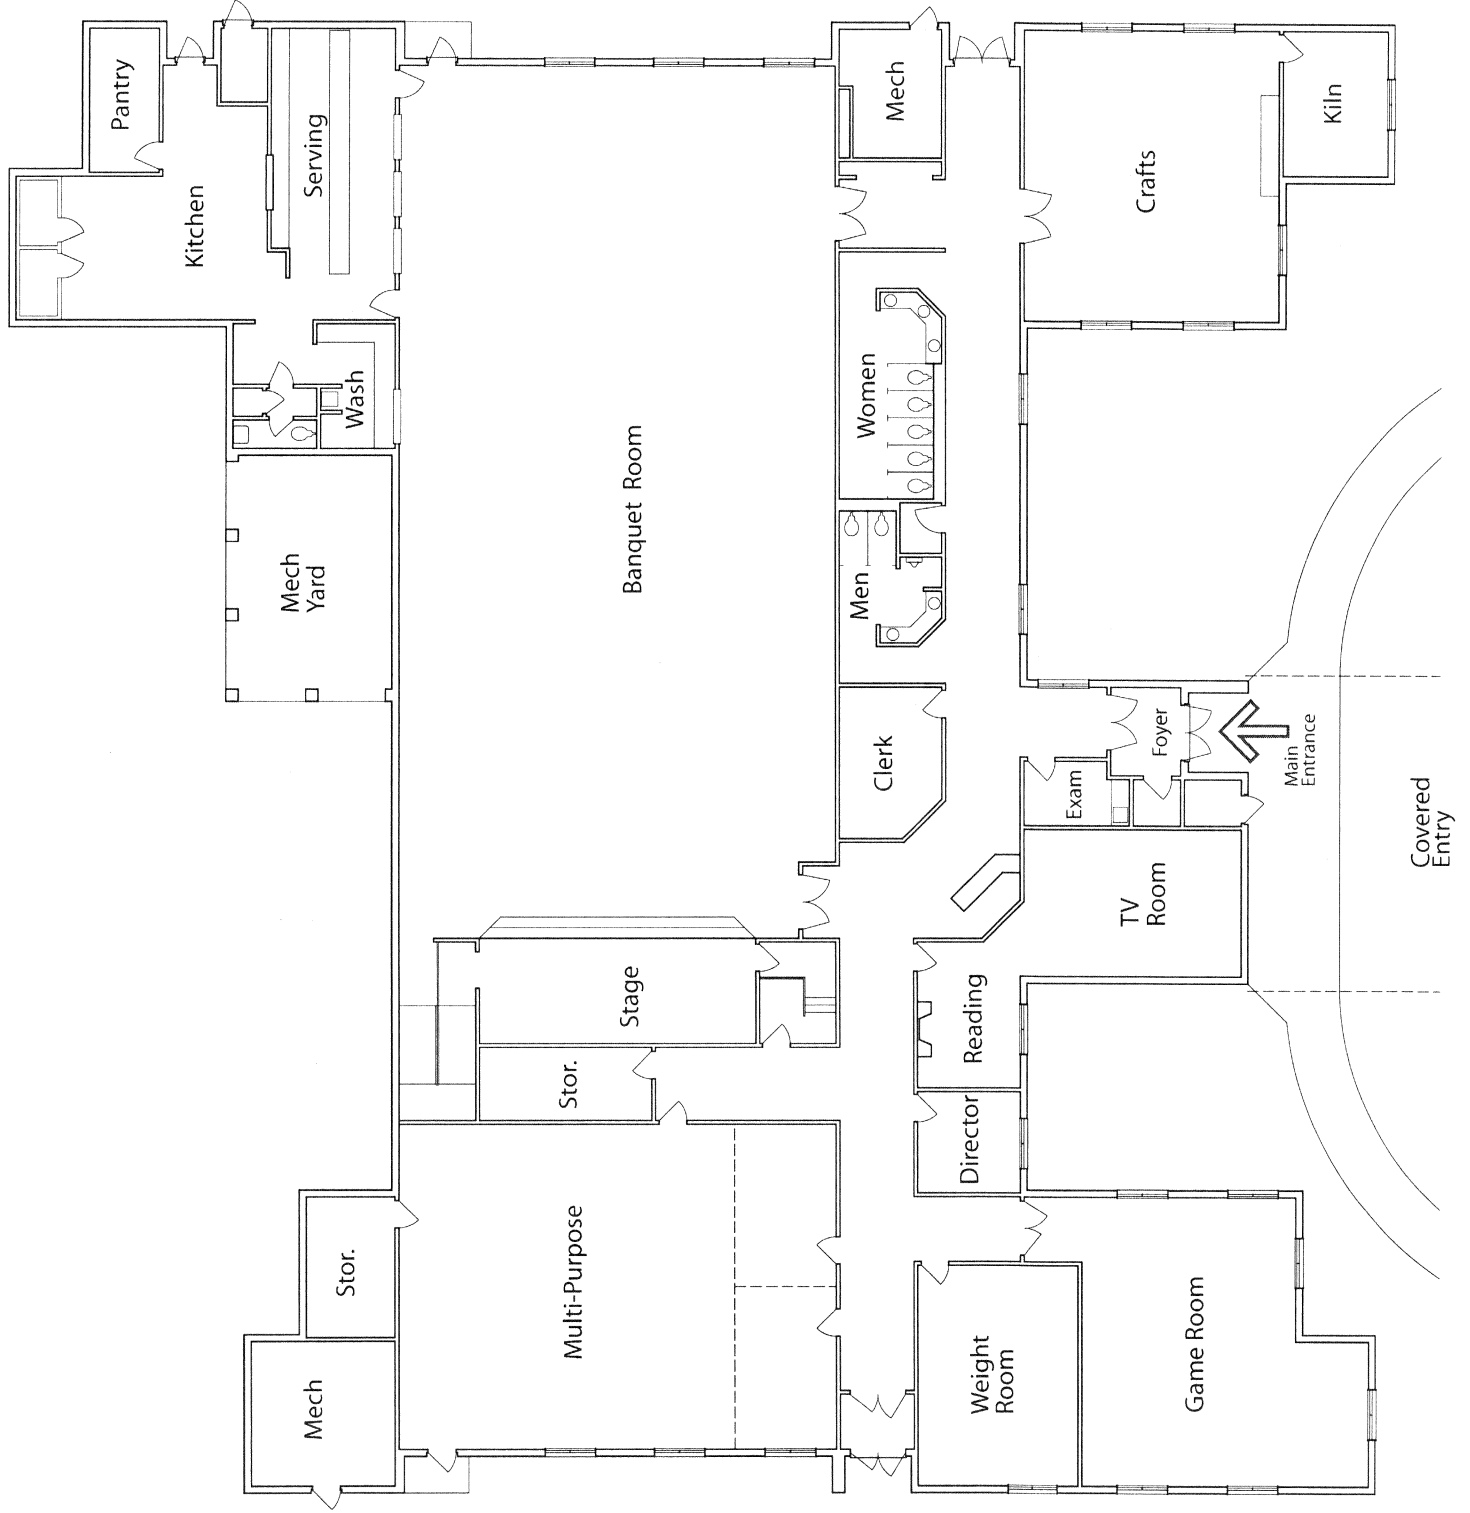 Pantry
Kitchen
Serving
Wash
Mech
Yard
Banquet Room
Mech
Crafts
Kiln
Women
Men
Clerk
Foyer
Exam
Main
Entrance
Covered
Entry
TV
Room
Reading
Stage
Stor.
Director
Multi-Purpose
Stor.
Mech
Weight
Room
Game Room